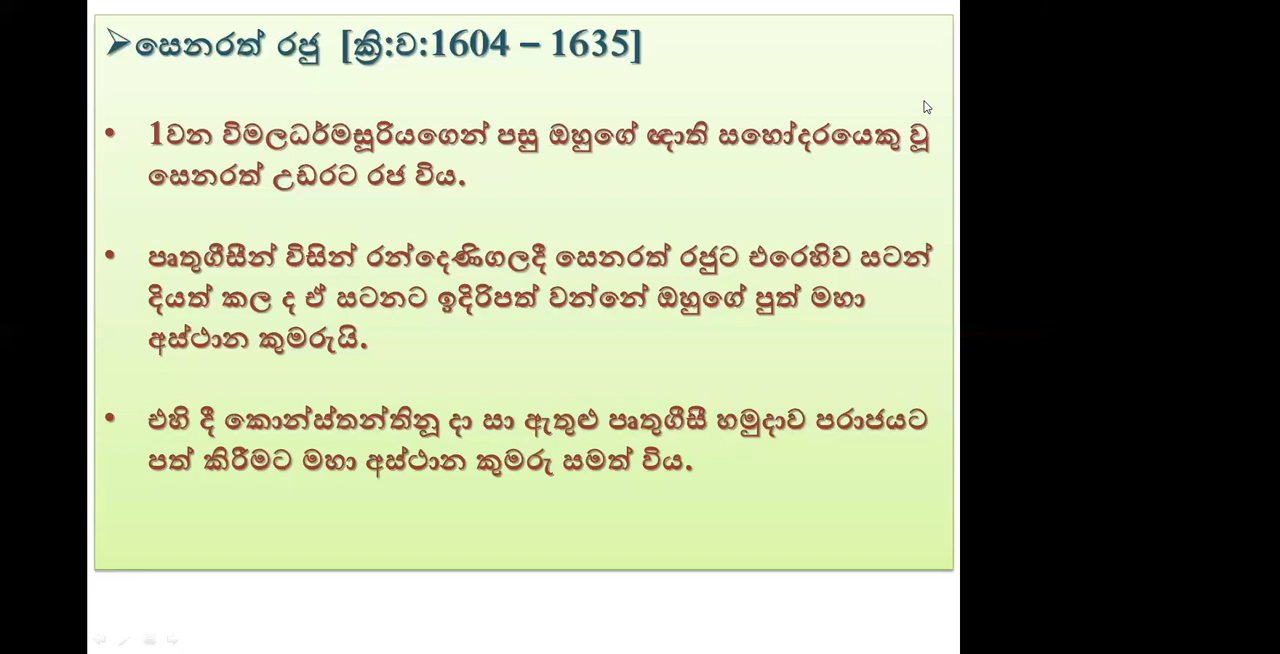 ➢සෙනරත් රජු [ක්‍රි:ව:1604 – 1635]
• 1වන විමලධර්මසූරියගෙන් පසු ඔහුගේ ඥාති සහෝදරයෙකු වූ
සෙනරත් උඩරට රජ විය.
• පෘතුගීසීන් විසින් රන්දෙණිගලදී සෙනරත් රජුට එරෙහිව සටන්
දියත් කල ද ඒ සටනට ඉදිරිපත් වන්නේ ඔහුගේ පුත් මහා
අස්ථාන කුමරුයි.
• එහි දී කොන්ස්තන්තිනූ දා සා ඇතුළු පෘතුගීසී හමුදාව පරාජයට
පත් කිරීමට මහා අස්ථාන කුමරු සමත් විය.